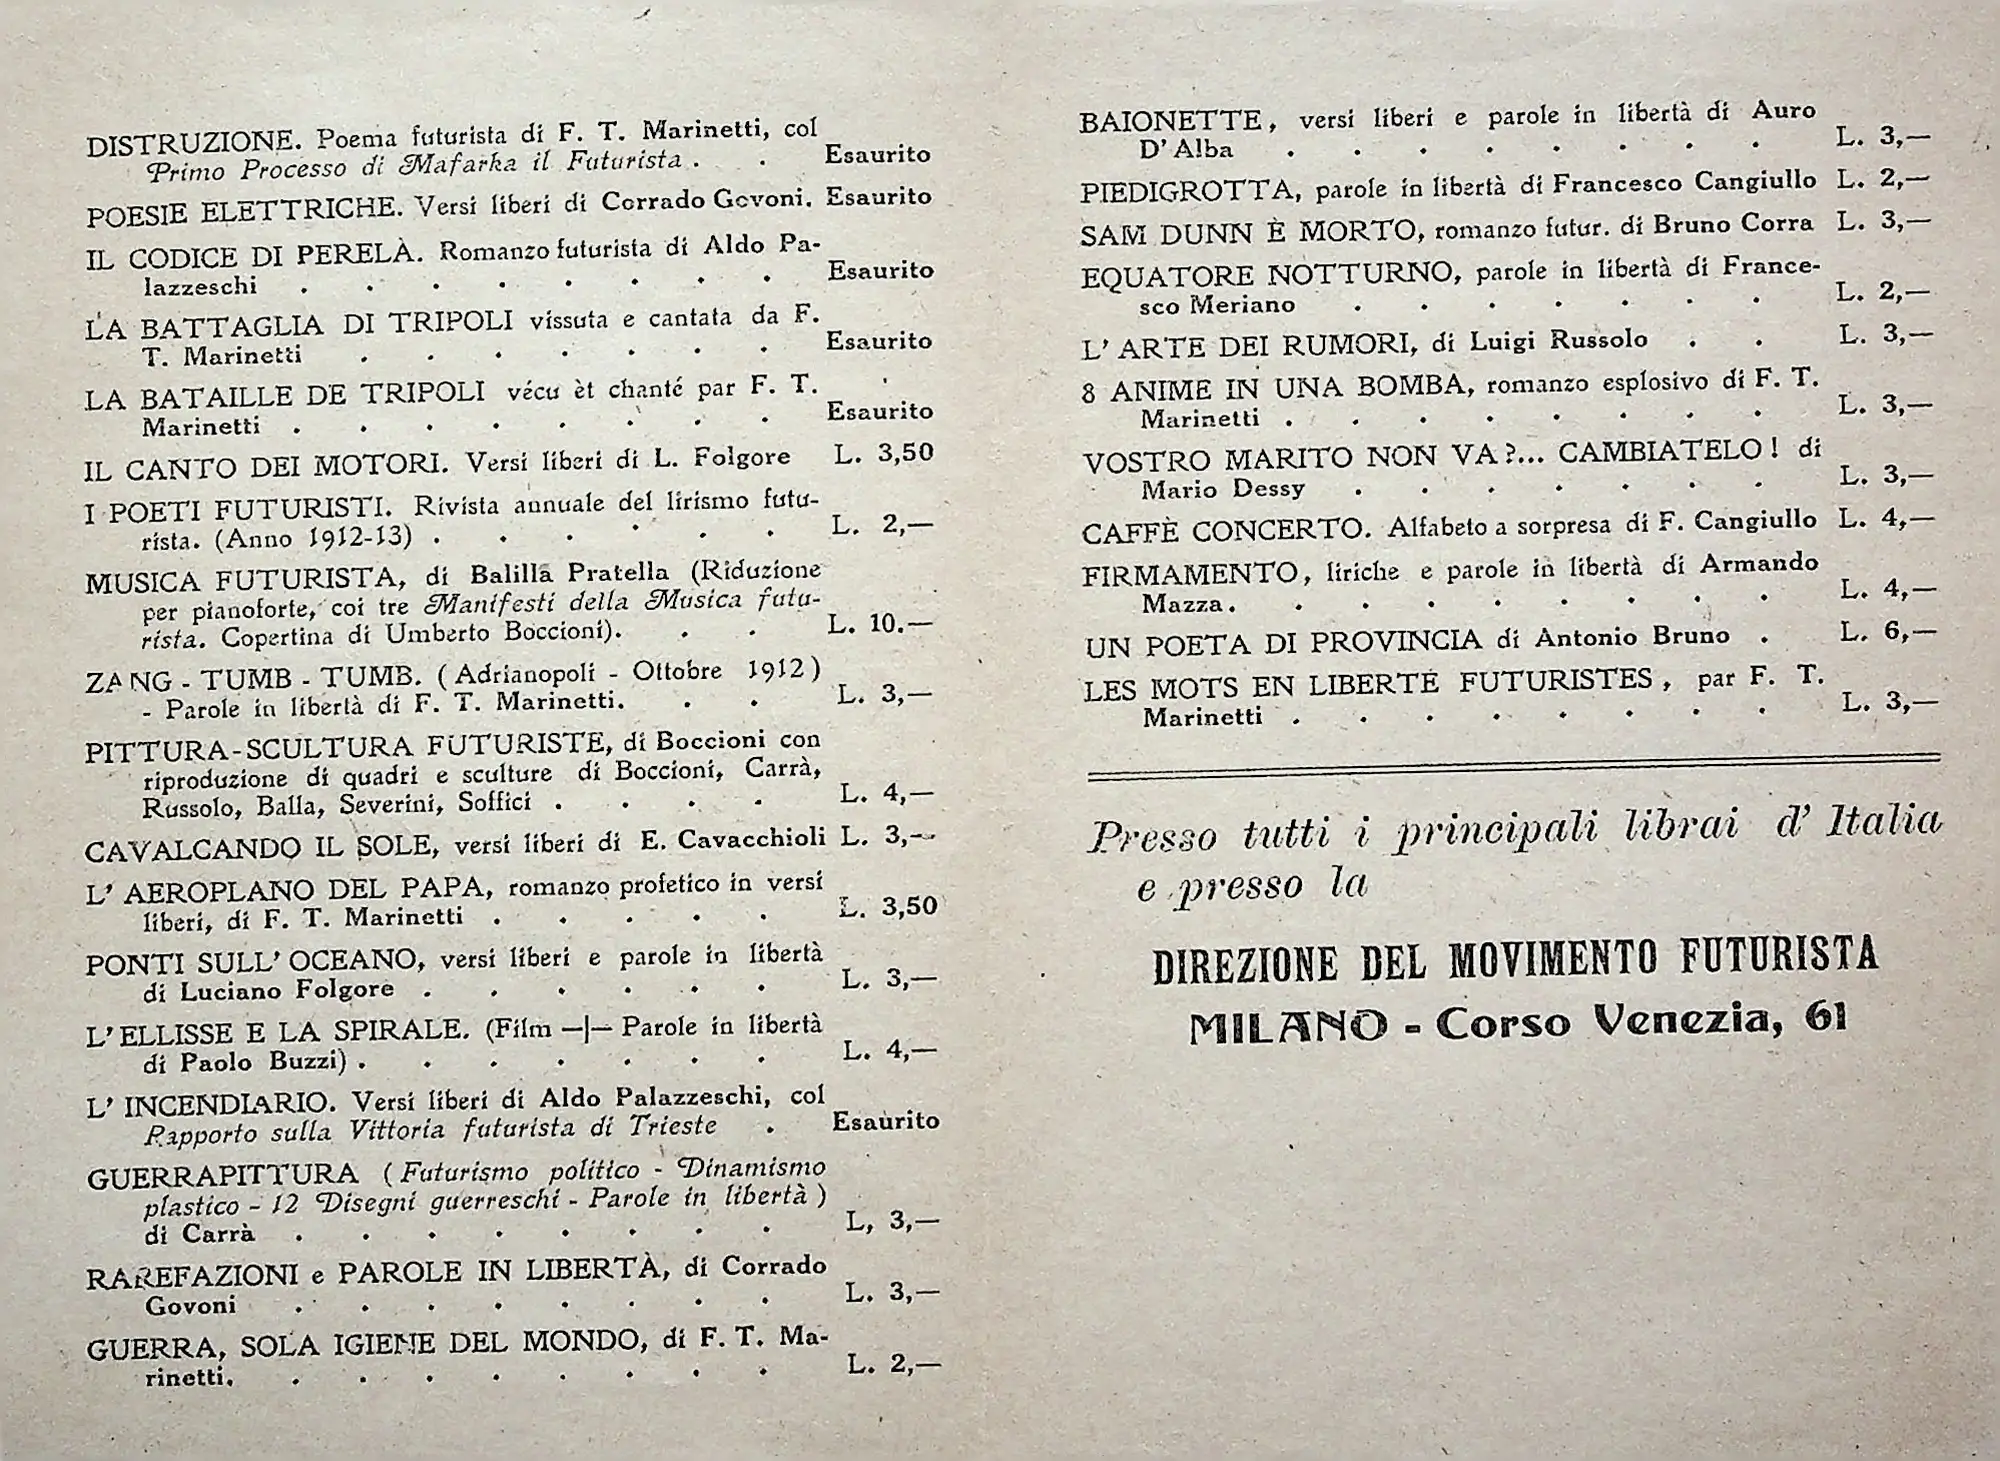 DISTRUZIONE. Poema futurista di F. T. Marinetti, col
Primo Processo di Mafarka il Futurista . . Esaurito
POESIE ELETTRICHE. Versi liberi di Corrado Govoni. Esaurito
IL CODICE DI PERELÀ. Romanzo futurista di Aldo Pa-
lazzeschi . . . . . . . . Esaurito
LA BATTAGLIA DI TRIPOLI vissuta e cantata da F.
T. Marinetti . . . . . . . Esaurito
LA BATAILLE DE TRIPOLI vécu èt chanté par F. T.
Marinetti . . . . . . . . Esaurito
IL CANTO DEI MOTORI. Versi liberi di L. Folgore L. 3,50
I POETI FUTURISTI. Rivista annuale del lirismo futu-
rista. (Anno 1912-13) . . . . . . L. 2,—
MUSICA FUTURISTA, di Balilla Pratella (Riduzione
per pianoforte, coi tre Manifesti della Musica futu-
rista. Copertina di Umberto Boccioni). . . L. 10.—
ZANG - TUMB - TUMB. (Adrianopoli - Ottobre 1912)
- Parole in libertà di F. T. Marinetti. . . L. 3,—
PITTURA-SCULTURA FUTURISTE, di Boccioni con
riproduzione di quadri e sculture di Boccioni, Carrà,
Russolo, Balla, Severini, Soffici . . . . L. 4,—
CAVALCANDO IL SOLE, versi liberi di E. Cavacchioli L. 3,—
L' AEROPLANO DEL PAPA, romanzo profetico in versi
liberi, di F. T. Marinetti . . . . . L. 3,50
PONTI SULL' OCEANO, versi liberi e parole in libertà
di Luciano Folgore . . . . . . L. 3,—
L'ELLISSE E LA SPIRALE. (Film —|— Parole in libertà
di Paolo Buzzi) . . . . . . . L. 4,—
L' INCENDIARIO. Versi liberi di Aldo Palazzeschi, col
Rapporto sulla Vittoria futurista di Trieste . Esaurito
GUERRAPITTURA (Futurismo politico - Dinamismo
plastico - 12 Disegni guerreschi - Parole in libertà)
di Carrà . . . . . . . . L, 3,—
RAREFAZIONI e PAROLE IN LIBERTÀ, di Corrado
Govoni . . . . . . . . L. 3,—
GUERRA, SOLA IGIENE DEL MONDO, di F. T. Ma-
rinetti. . . . . . . . . L. 2,—
BAIONETTE, versi liberi e parole in libertà di Auro
D'Alba . . . . . . . . L. 3,—
PIEDIGROTTA, parole in libertà di Francesco Cangiullo L. 2,—
SAM DUNN È MORTO, romanzo futur. di Bruno Corra L. 3,—
EQUATORE NOTTURNO, parole in libertà di France-
sco Meriano . . . . . . . L. 2,—
L' ARTE DEI RUMORI, di Luigi Russolo . . L. 3,—
8 ANIME IN UNA BOMBA, romanzo esplosivo di F. T.
Marinetti . . . . . . . . L. 3,—
VOSTRO MARITO NON VA?... CAMBIATELO! di
Mario Dessy . . . . . . . L. 3,—
CAFFÈ CONCERTO. Alfabeto a sorpresa di F. Cangiullo L. 4,—
FIRMAMENTO, liriche e parole in libertà di Armando
Mazza. . . . . . . . . L. 4,—
UN POETA DI PROVINCIA di Antonio Bruno . L. 6,—
LES MOTS EN LIBERTÉ FUTURISTES, par F. T.
Marinetti . . . . . . . . L. 3,—
Presso tutti i principali librai d' Italia
e presso la
DIREZIONE DEL MOVIMENTO FUTURISTA
MILANO - Corso Venezia, 61